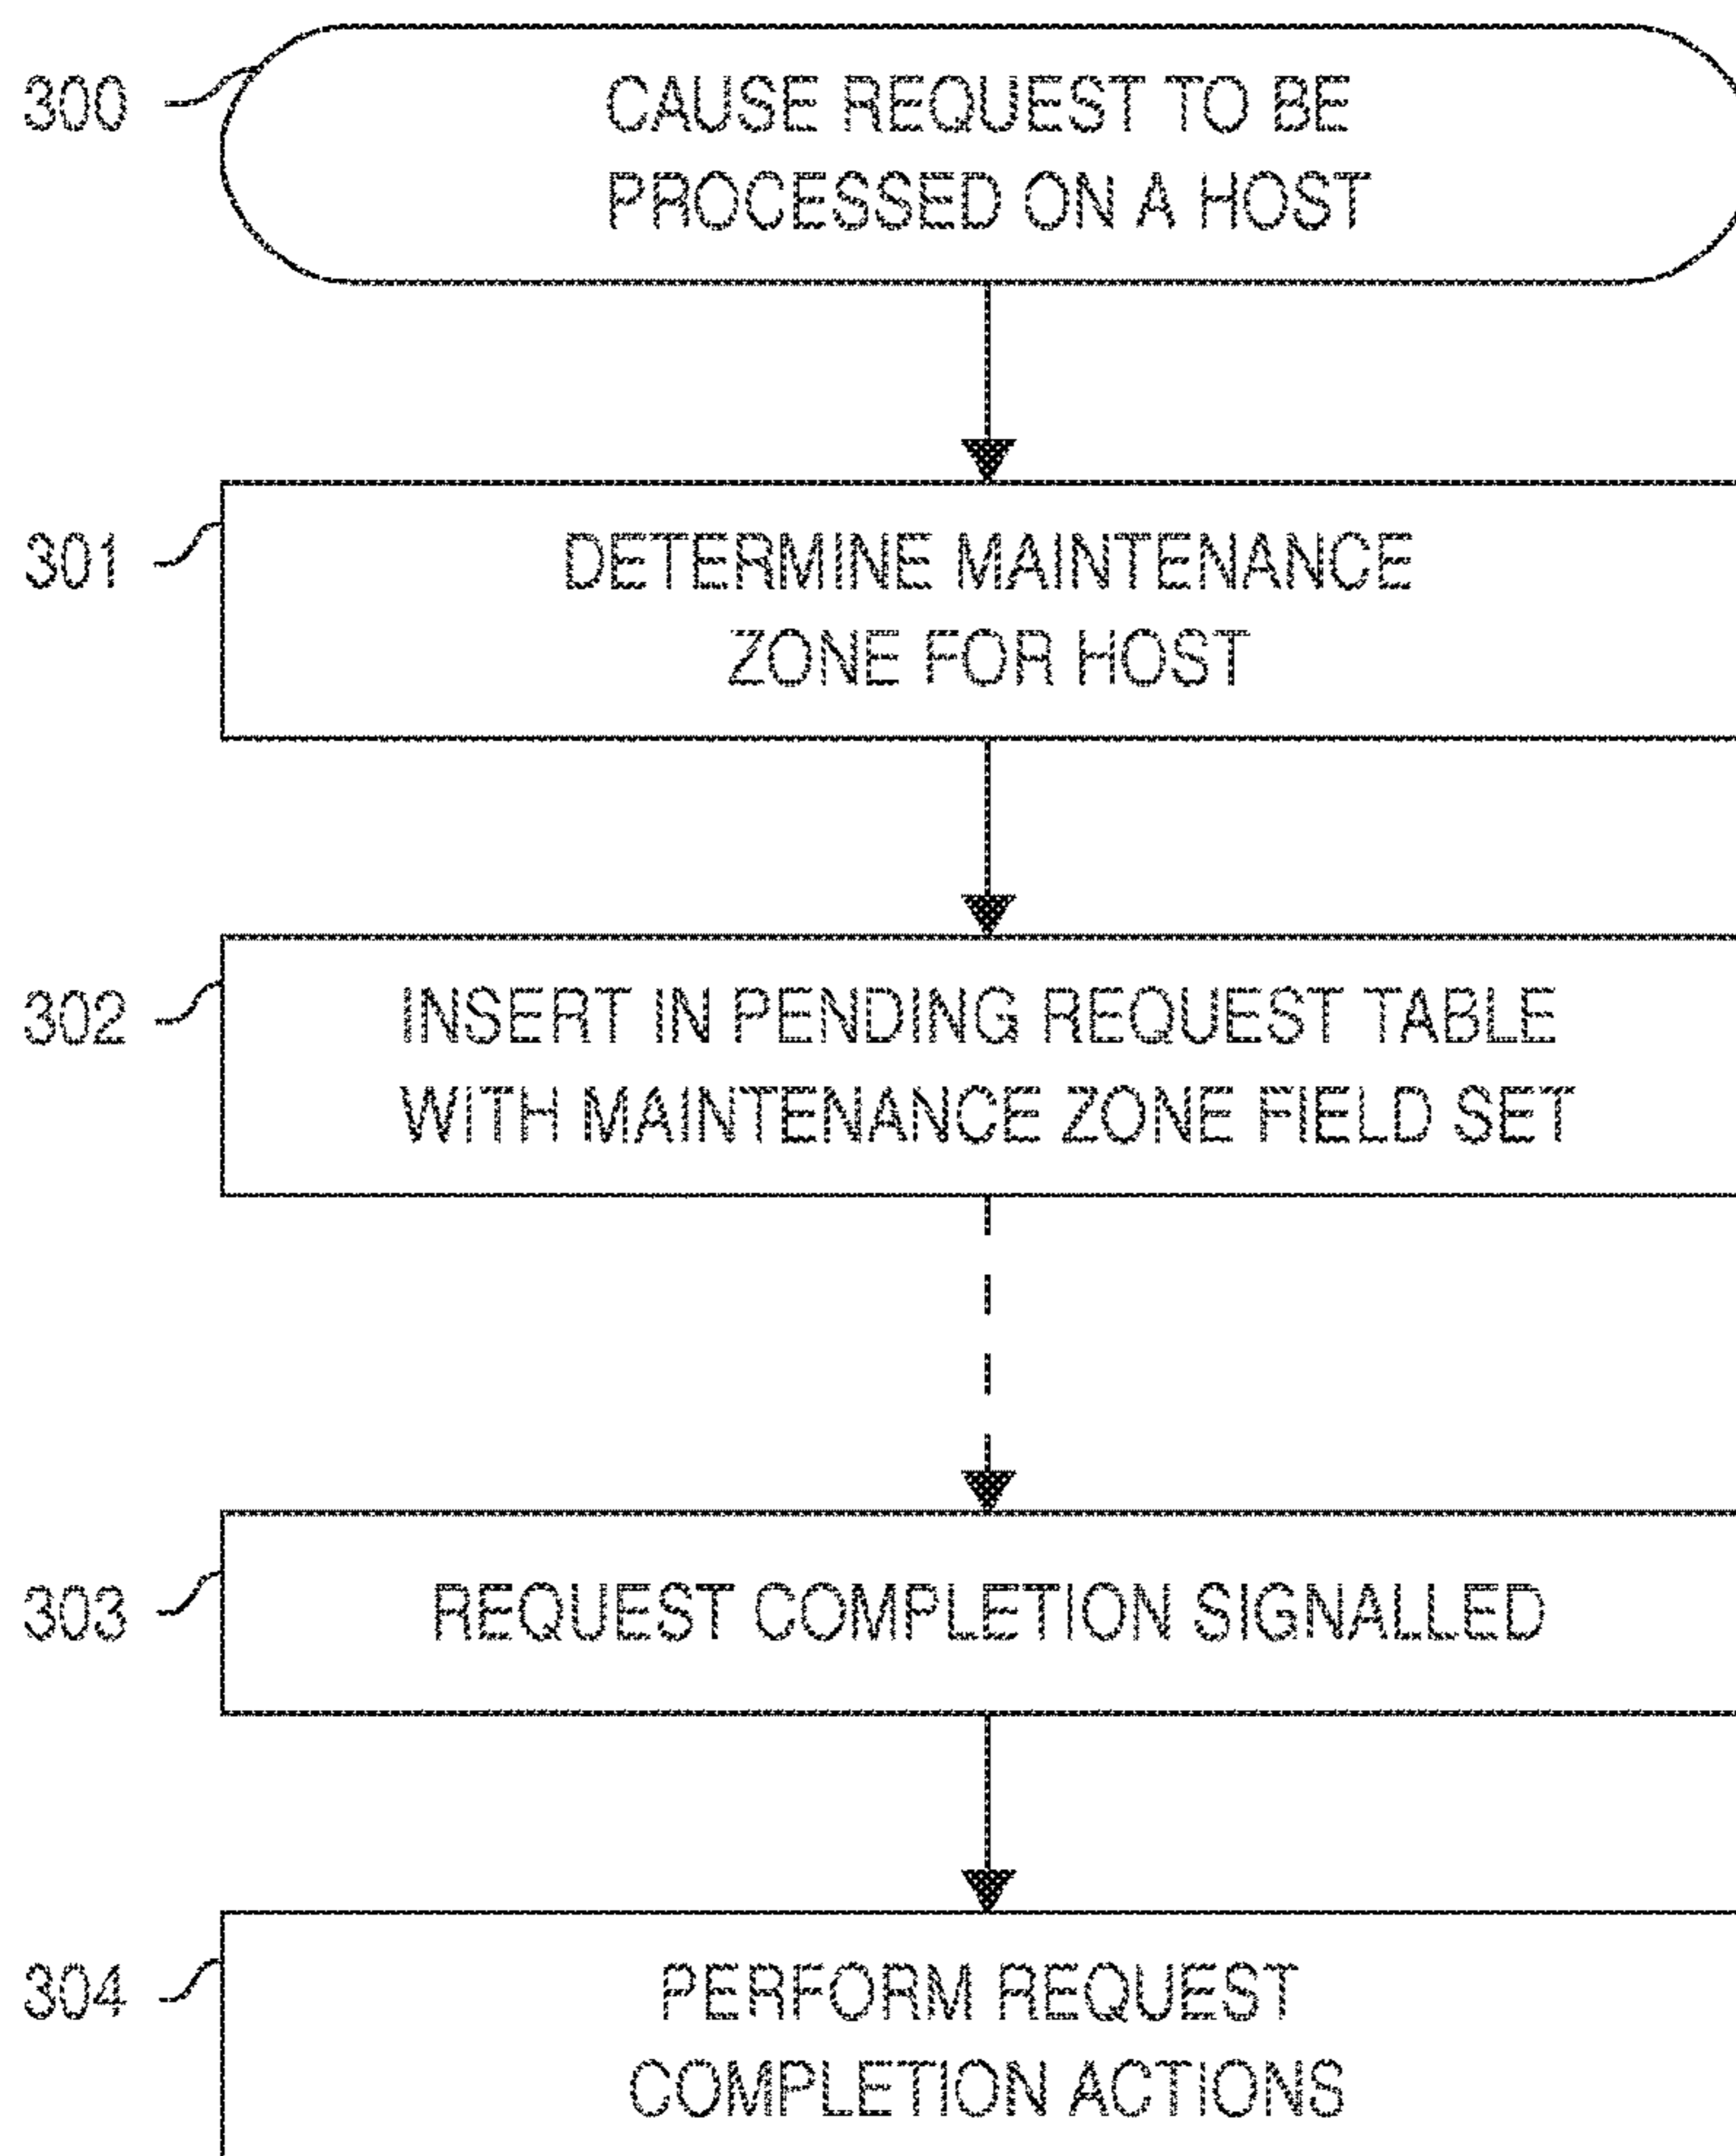 300
CAUSE REQUEST TO BE
PROCESSED ON A HOST
301
DETERMINE MAINTENANCE
ZONE FOR HOST
302
INSERT IN PENDING REQUEST TABLE
WITH MAINTENANCE ZONE FIELD SET
303
REQUEST COMPLETION SIGNALLED
304
PERFORM REQUEST
COMPLETION ACTIONS